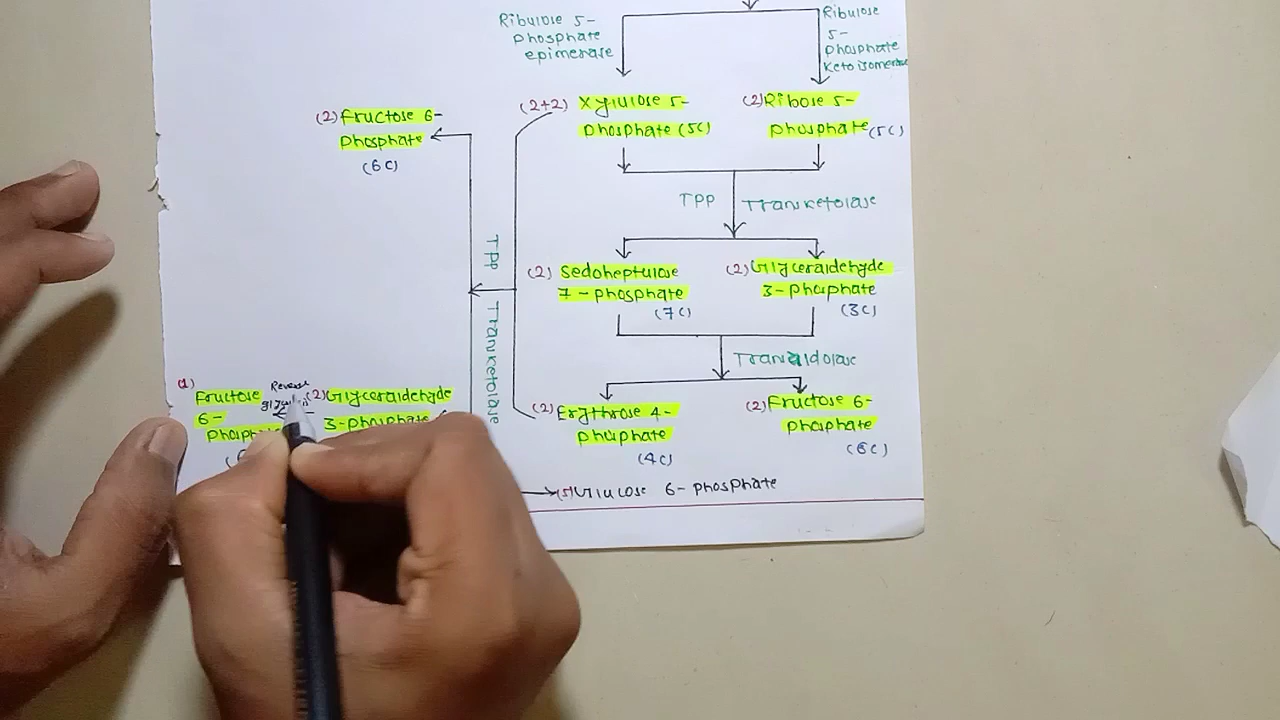 Ribulose 5-
phosphate
epimerase
Ribulose
5-
Phosphate
(2+2) Xylulose 5-
phosphate (5C)
(2) Ribose 5-
phosphate (5C)
(2) Fructose 6-
Phosphate
(6C)
TPP Transketolase
TPP Transketolase
(2) Sedoheptulose
7-phosphate
(7C)
(2) Glyceraldehyde
3-phosphate
(3C)
Transaldolase
(1)
Fructose
6-
Reverse
(2) Glyceraldehyde
3-phosphate
(2) Erythrose 4-
phosphate
(4C)
(2) Fructose 6-
phosphate
(6C)
(5) Glucose 6-phosphate